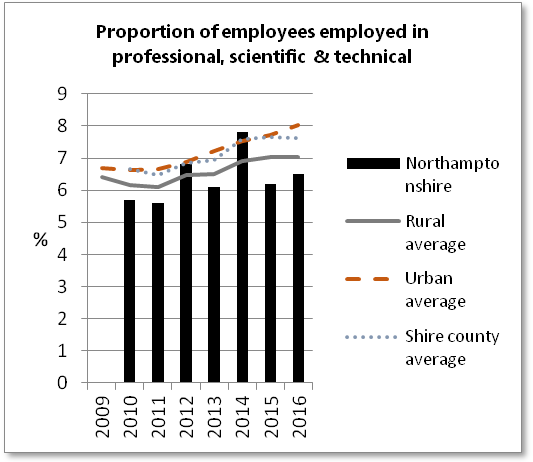 Proportion of employees employed in
professional, scientific & technical
9
8
7
6
5
4
3
2
1
0
%
2009
2010
2011
2012
2013
2014
2015
2016
Northampto
nshire
Rural
average
Urban
average
Shire county
average